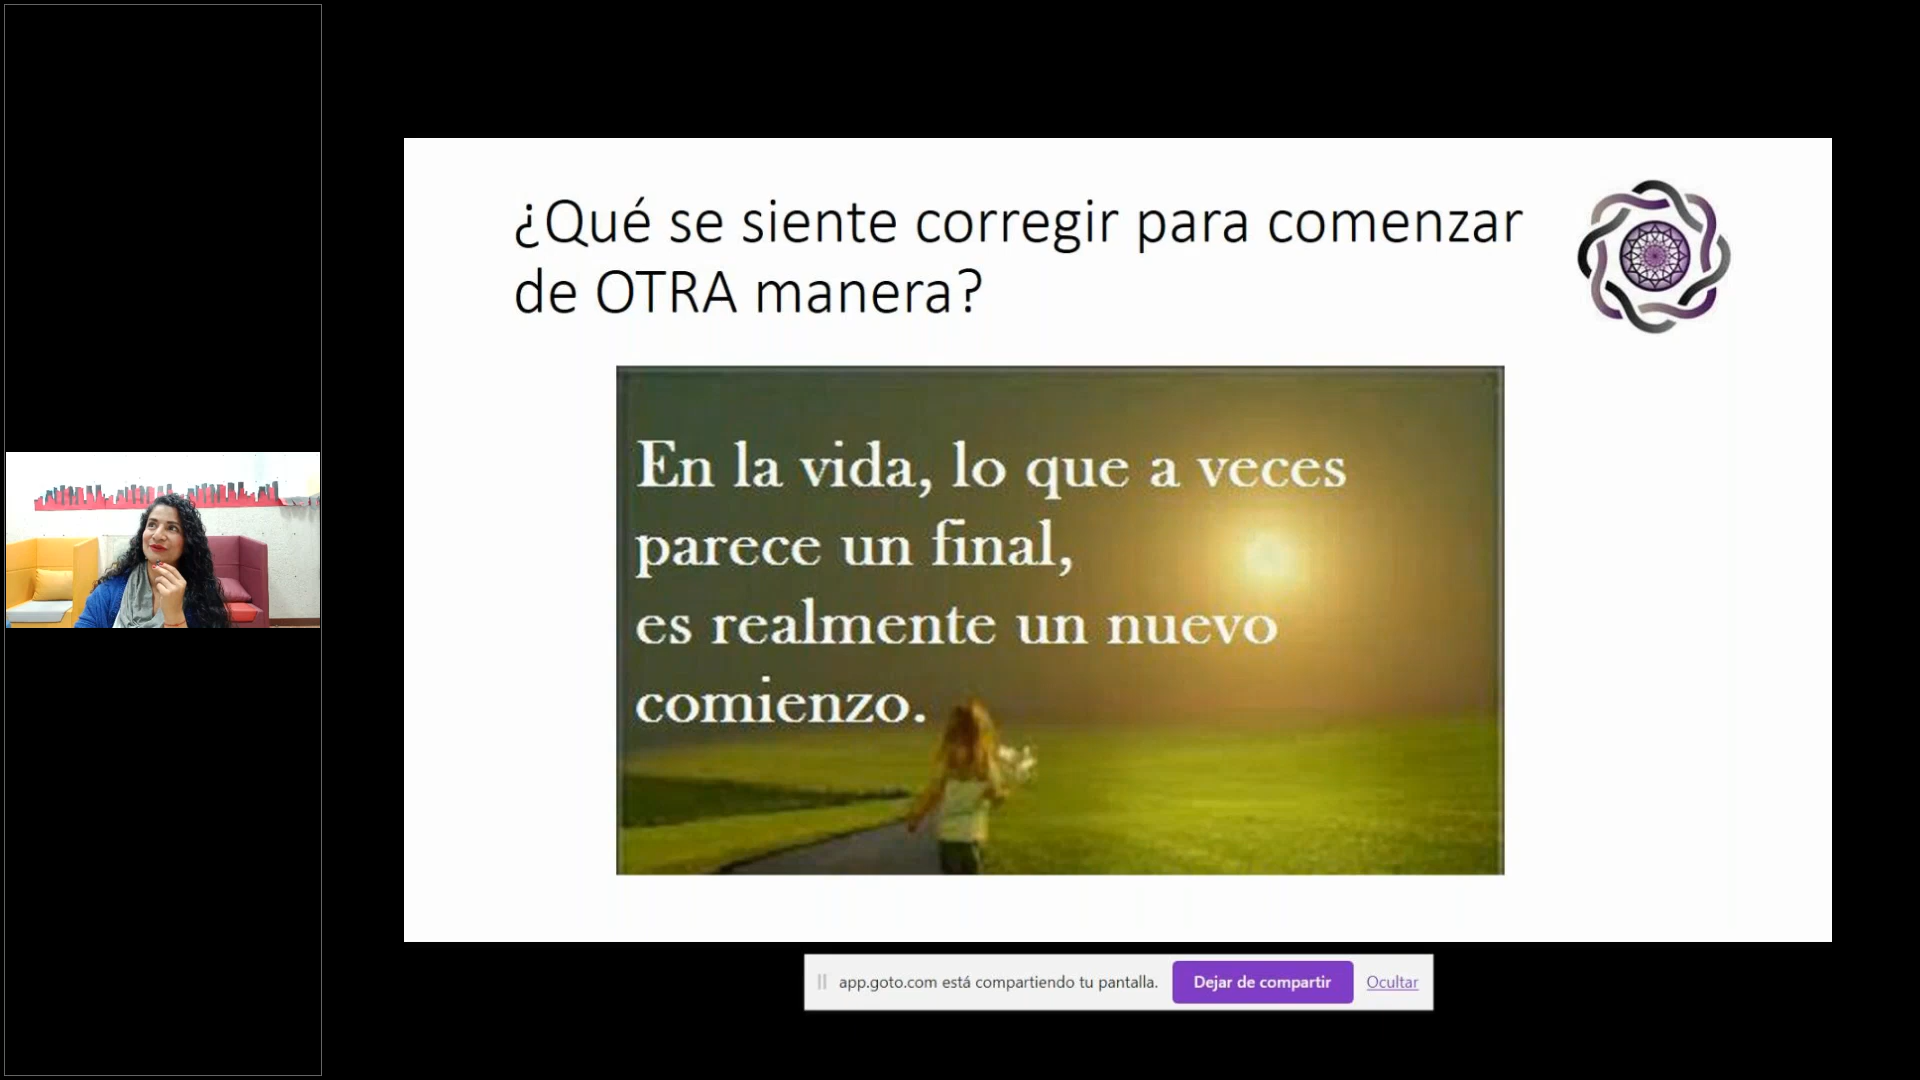 ¿Qué se siente corregir para comenzar
de OTRA manera?
En la vida, lo que a veces
parece un final,
es realmente un nuevo
comienzo.
app.goto.com está compartiendo tu pantalla.
Dejar de compartir
Ocultar